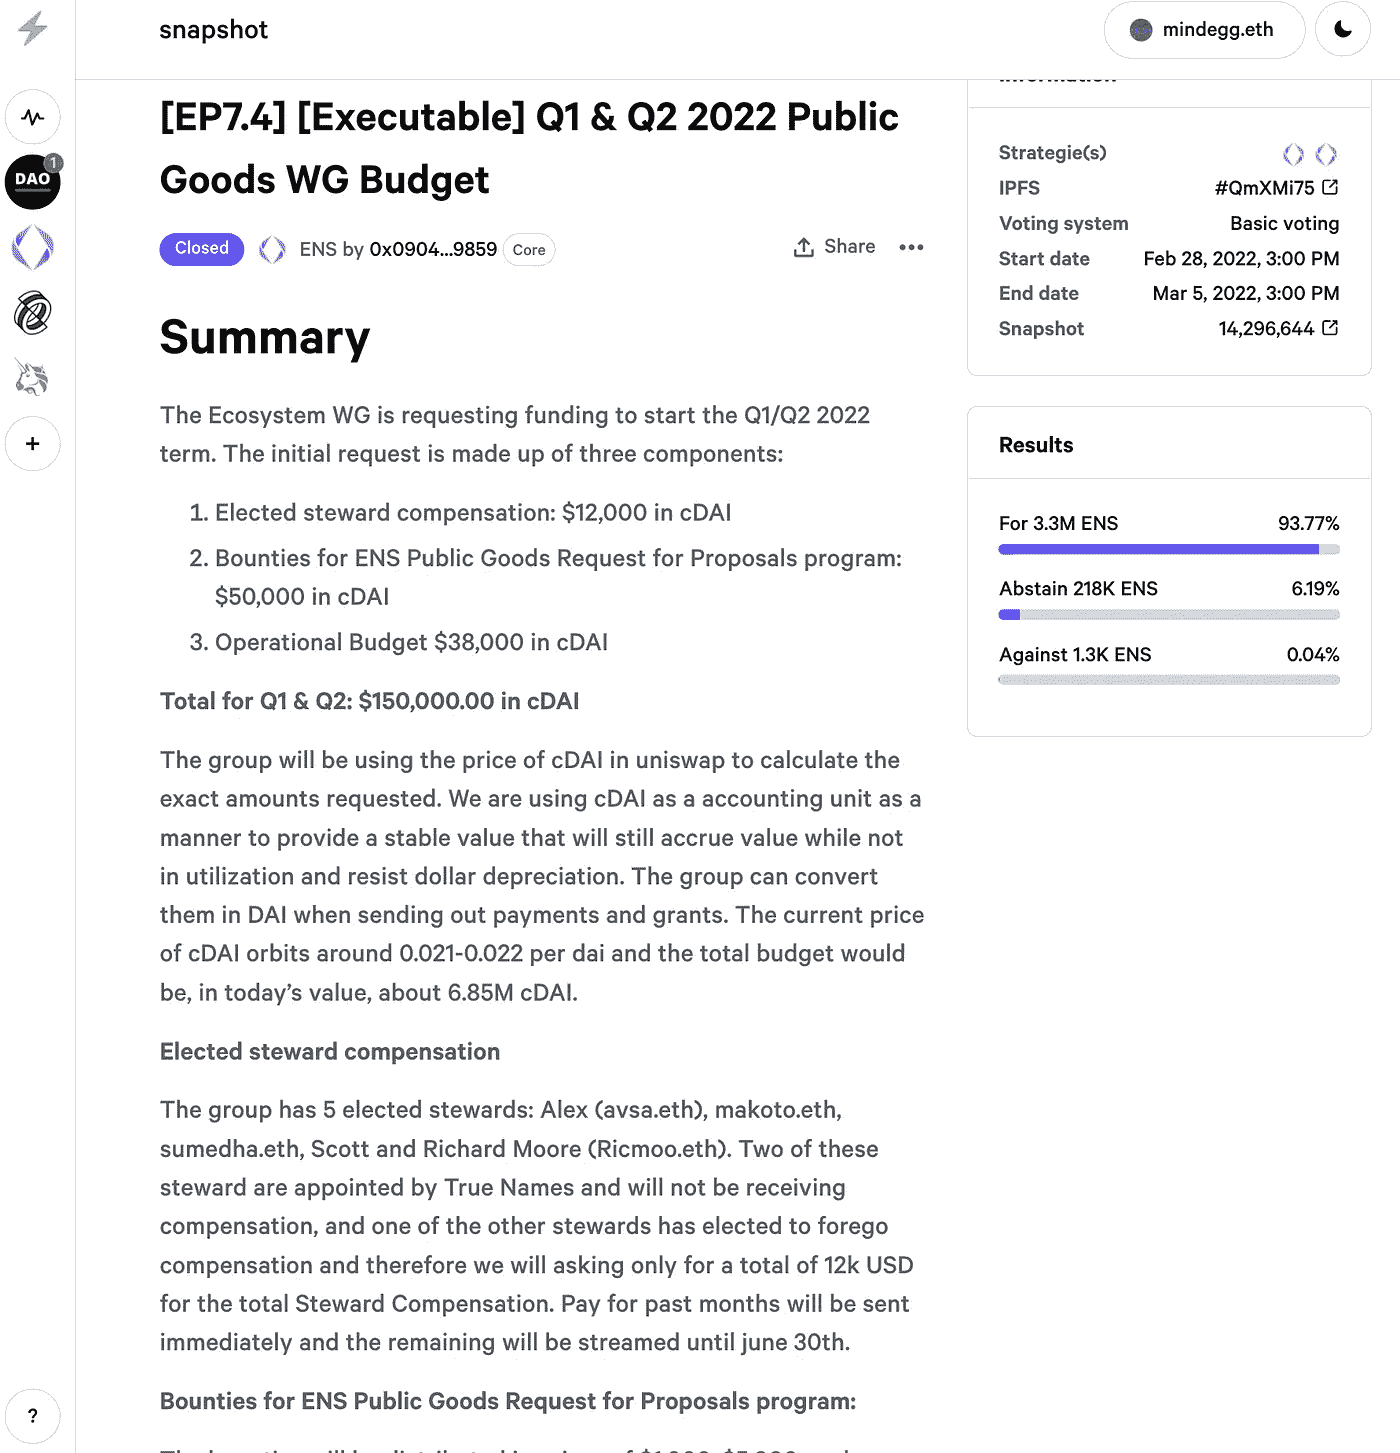 snapshot
mindegg.eth
1
DAO
[EP7.4] [Executable] Q1 & Q2 2022 Public
Goods WG Budget
Closed
ENS by 0x0904...9859
Core
Share
Summary
The Ecosystem WG is requesting funding to start the Q1/Q2 2022
term. The initial request is made up of three components:
1. Elected steward compensation: $12,000 in cDAI
2. Bounties for ENS Public Goods Request for Proposals program:
$50,000 in cDAI
3. Operational Budget $38,000 in cDAI
Total for Q1 & Q2: $150,000.00 in cDAI
The group will be using the price of cDAI in uniswap to calculate the
exact amounts requested. We are using cDAI as a accounting unit as a
manner to provide a stable value that will still accrue value while not
in utilization and resist dollar depreciation. The group can convert
them in DAI when sending out payments and grants. The current price
of cDAI orbits around 0.021-0.022 per dai and the total budget would
be, in today's value, about 6.85M cDAI.
Elected steward compensation
The group has 5 elected stewards: Alex (avsa.eth), makoto.eth,
sumedha.eth, Scott and Richard Moore (Ricmoo.eth). Two of these
steward are appointed by True Names and will not be receiving
compensation, and one of the other stewards has elected to forego
compensation and therefore we will asking only for a total of 12k USD
for the total Steward Compensation. Pay for past months will be sent
immediately and the remaining will be streamed until june 30th.
Bounties for ENS Public Goods Request for Proposals program:
Strategie(s)
IPFS #QmXMi75
Voting system Basic voting
Start date Feb 28, 2022, 3:00 PM
End date Mar 5, 2022, 3:00 PM
Snapshot 14,296,644
Results
For 3.3M ENS 93.77%
Abstain 218K ENS 6.19%
Against 1.3K ENS 0.04%
?